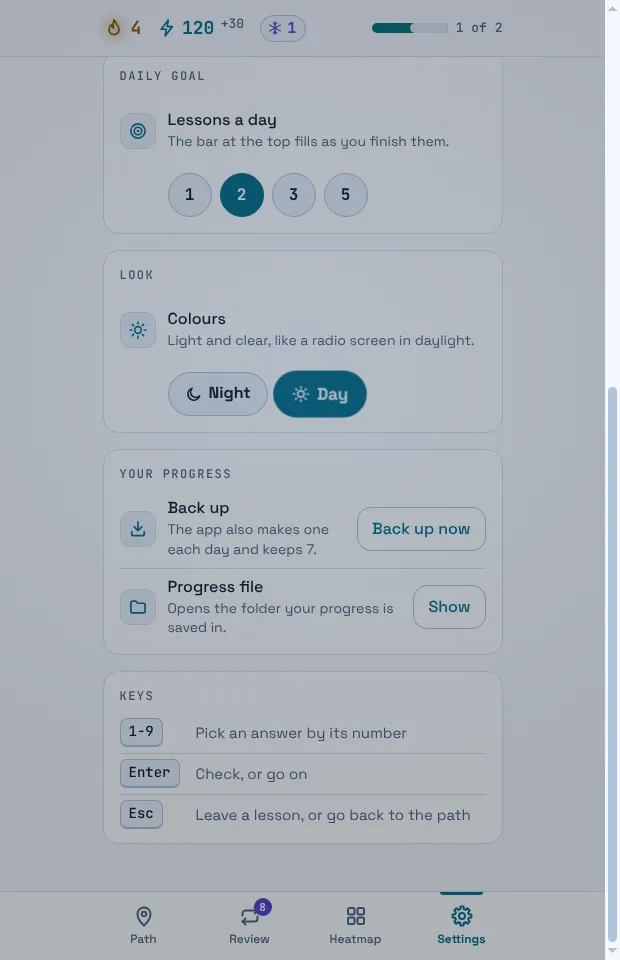 4 120 +30 1 1 of 2
DAILY GOAL
Lessons a day
The bar at the top fills as you finish them.
1 2 3 5
LOOK
Colours
Light and clear, like a radio screen in daylight.
Night Day
YOUR PROGRESS
Back up
The app also makes one
each day and keeps 7.
Back up now
Progress file
Opens the folder your progress is
saved in.
Show
KEYS
1-9 Pick an answer by its number
Enter Check, or go on
Esc Leave a lesson, or go back to the path
8
Path Review Heatmap Settings